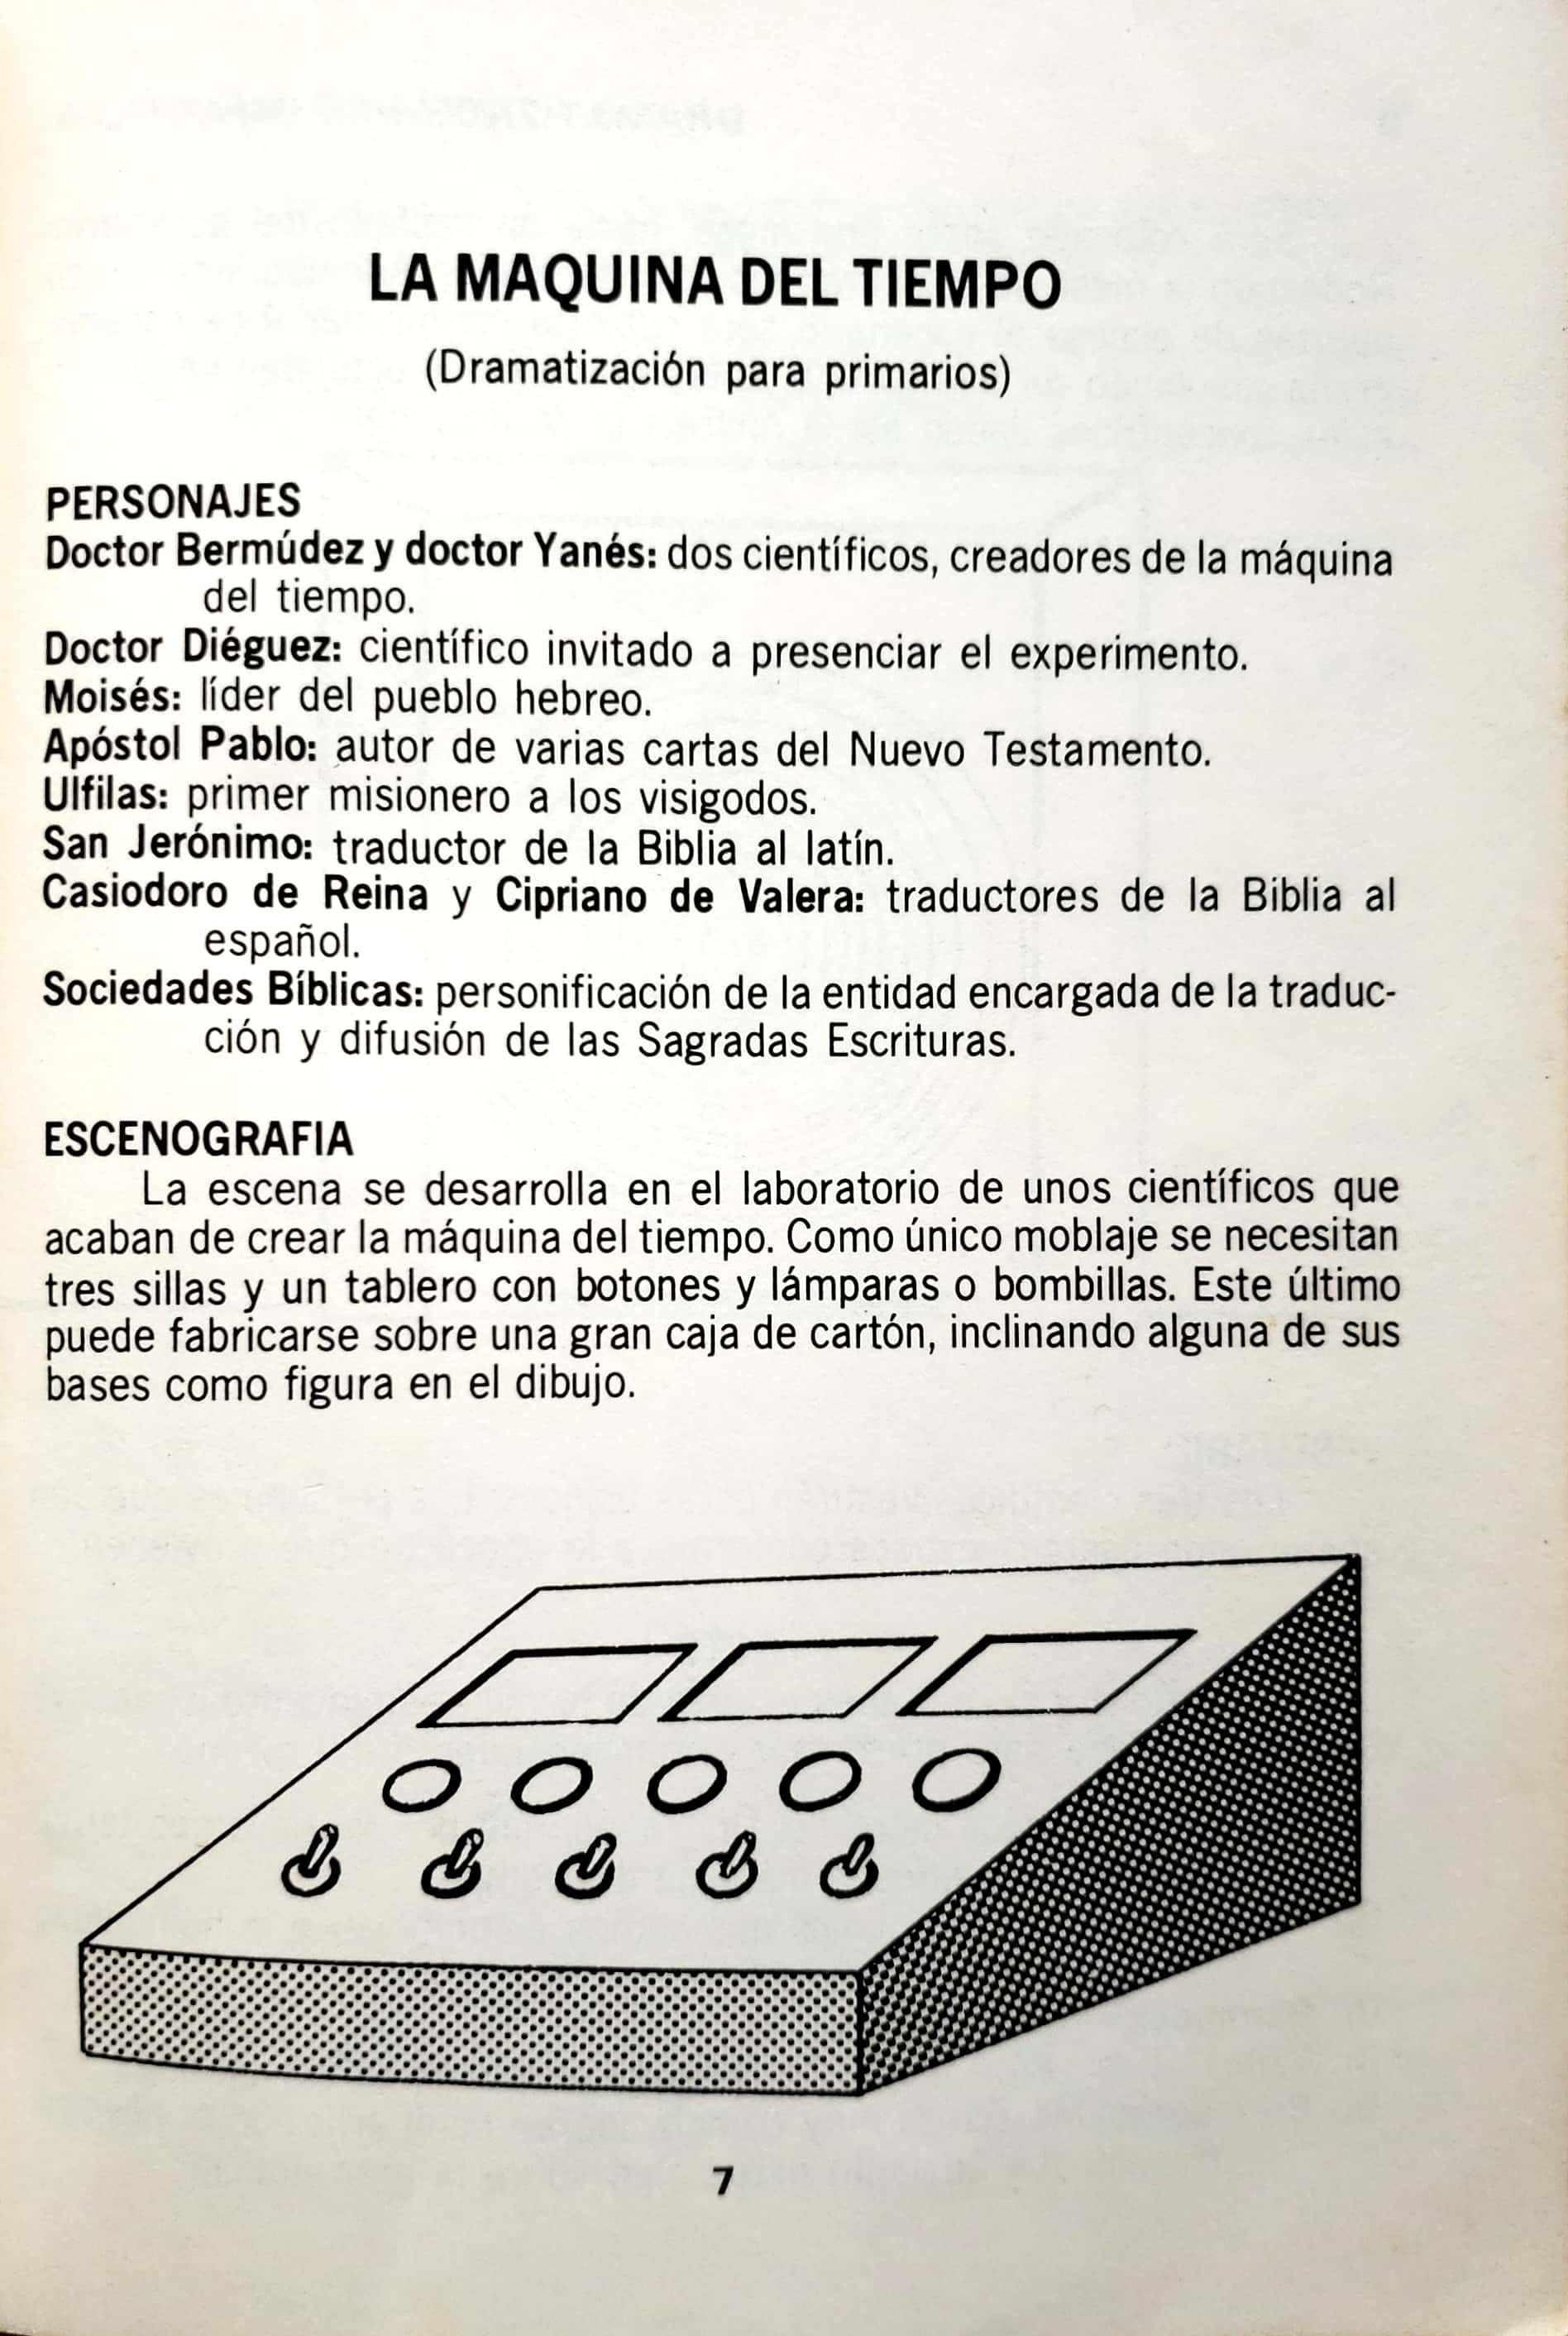 LA MAQUINA DEL TIEMPO
(Dramatización para primarios)
PERSONAJES
Doctor Bermúdez y doctor Yanés: dos científicos, creadores de la máquina
del tiempo.
Doctor Diéguez: científico invitado a presenciar el experimento.
Moisés: líder del pueblo hebreo.
Apóstol Pablo: autor de varias cartas del Nuevo Testamento.
Ulfilas: primer misionero a los visigodos.
San Jerónimo: traductor de la Biblia al latín.
Casiodoro de Reina y Cipriano de Valera: traductores de la Biblia al
español.
Sociedades Bíblicas: personificación de la entidad encargada de la traduc-
ción y difusión de las Sagradas Escrituras.
ESCENOGRAFIA
La escena se desarrolla en el laboratorio de unos científicos que
acaban de crear la máquina del tiempo. Como único moblaje se necesitan
tres sillas y un tablero con botones y lámparas o bombillas. Este último
puede fabricarse sobre una gran caja de cartón, inclinando alguna de sus
bases como figura en el dibujo.
7